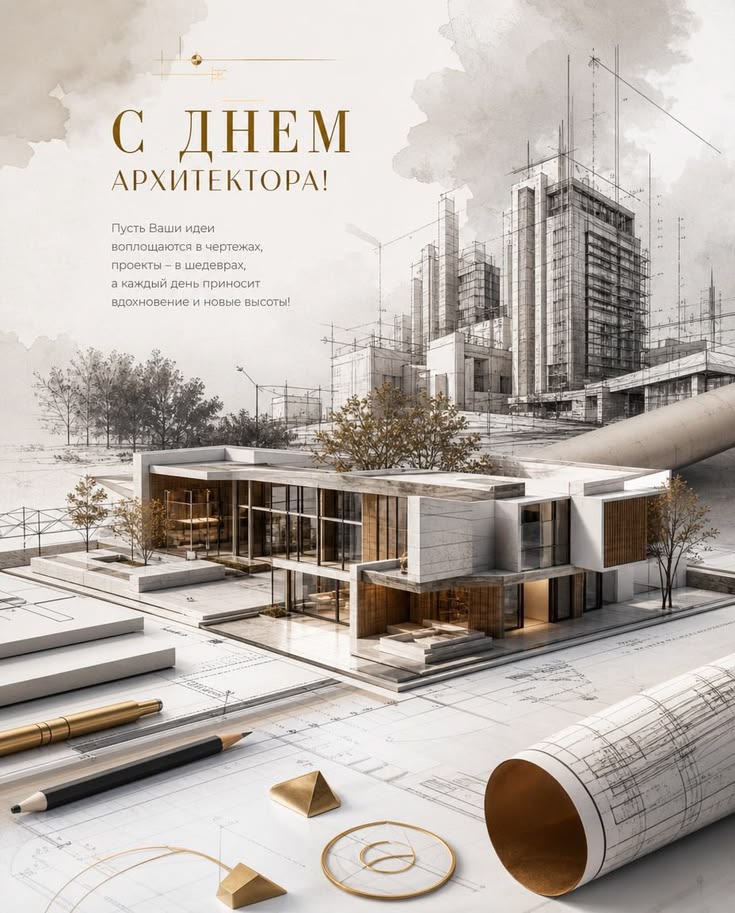 С ДНЕМ
АРХИТЕКТОРА!
Пусть Ваши идеи
воплощаются в чертежах,
проекты – в шедеврах,
а каждый день приносит
вдохновение и новые высоты!